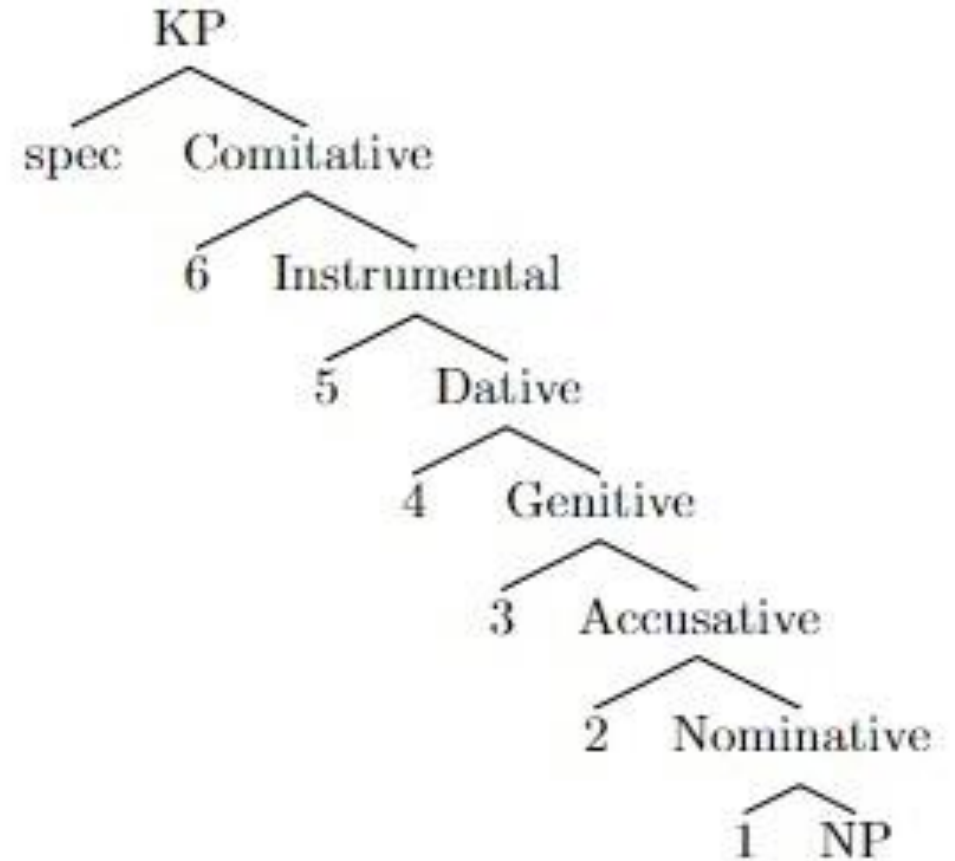 KP
spec Comitative
6 Instrumental
5 Dative
4 Genitive
3 Accusative
2 Nominative
1 NP